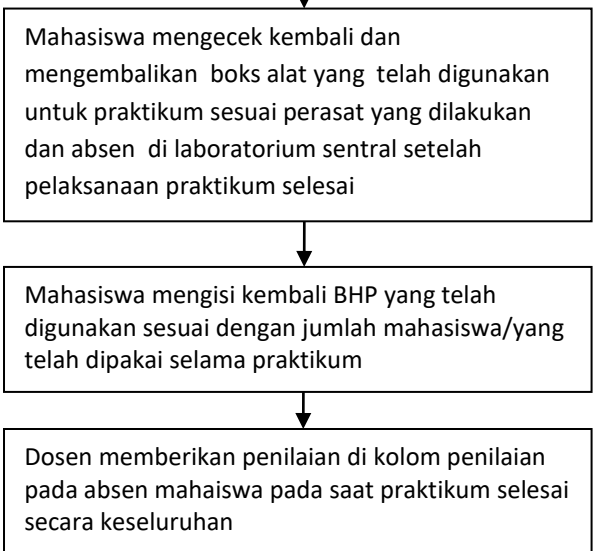 Mahasiswa mengecek kembali dan
mengembalikan boks alat yang telah digunakan
untuk praktikum sesuai perasat yang dilakukan
dan absen di laboratorium sentral setelah
pelaksanaan praktikum selesai
Mahasiswa mengisi kembali BHP yang telah
digunakan sesuai dengan jumlah mahasiswa/yang
telah dipakai selama praktikum
Dosen memberikan penilaian di kolom penilaian
pada absen mahaiswa pada saat praktikum selesai
secara keseluruhan